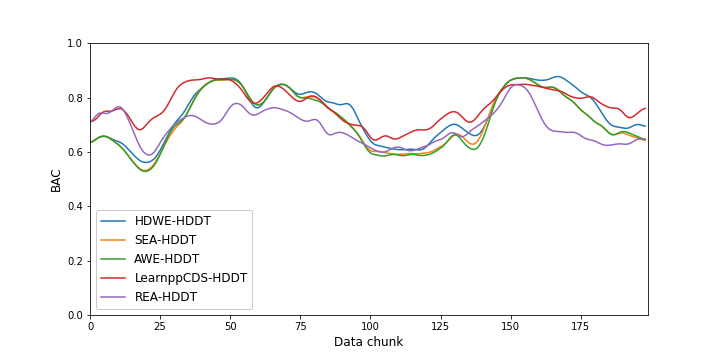 1.0
0.8
0.6
0.4
0.2
0.0
BAC
HDWE-HDDT
SEA-HDDT
AWE-HDDT
LearnppCDS-HDDT
REA-HDDT
0 25 50 75 100 125 150 175
Data chunk